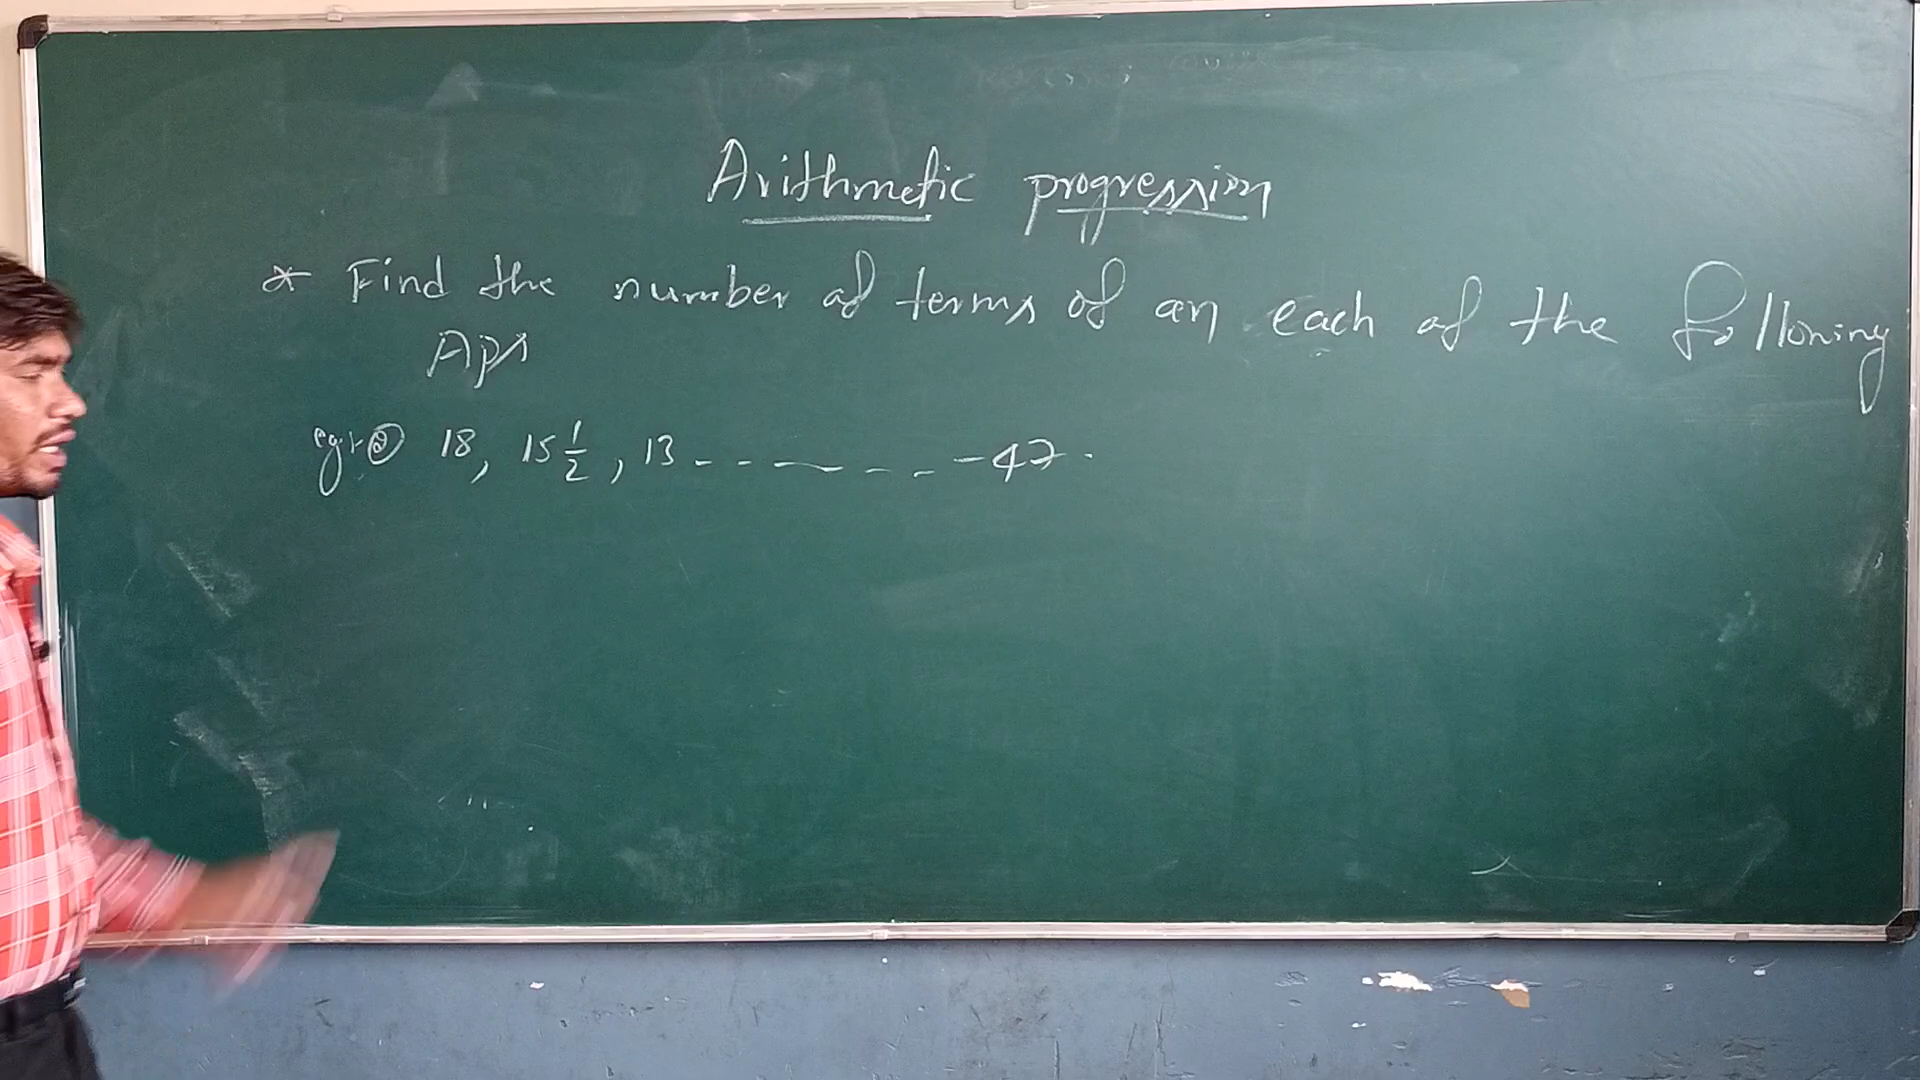 Arithmetic progression
* Find the number of terms of an each of the following
Aps
eg:- ② 18, 15 1/2, 13 - - - - - - -47.